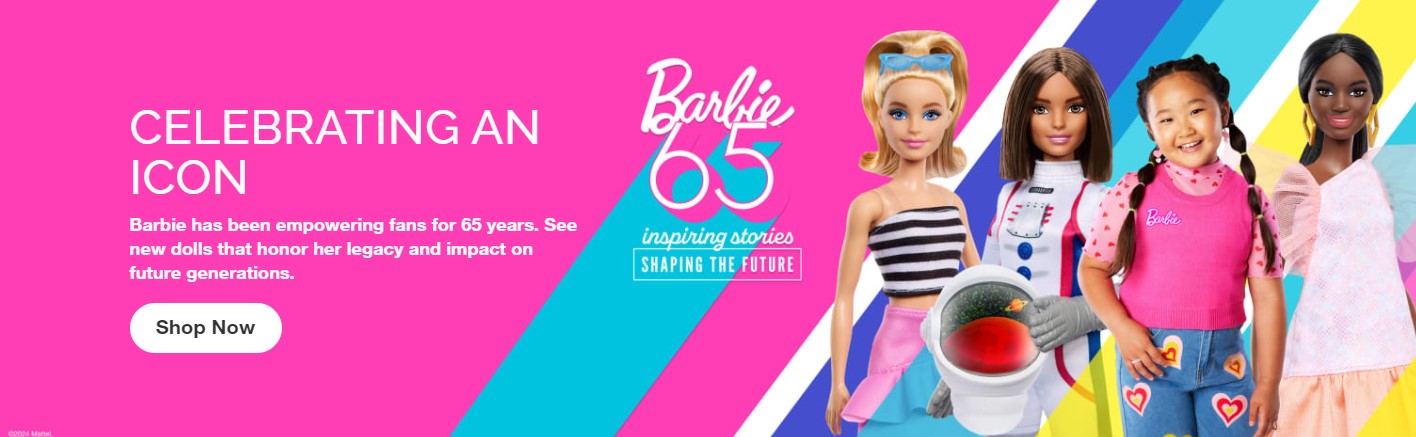 CELEBRATING AN
ICON
Barbie has been empowering fans for 65 years. See
new dolls that honor her legacy and impact on
future generations.
Shop Now
Barbie
65
inspiring stories
SHAPING THE FUTURE
Barbie
©2024 Mattel.